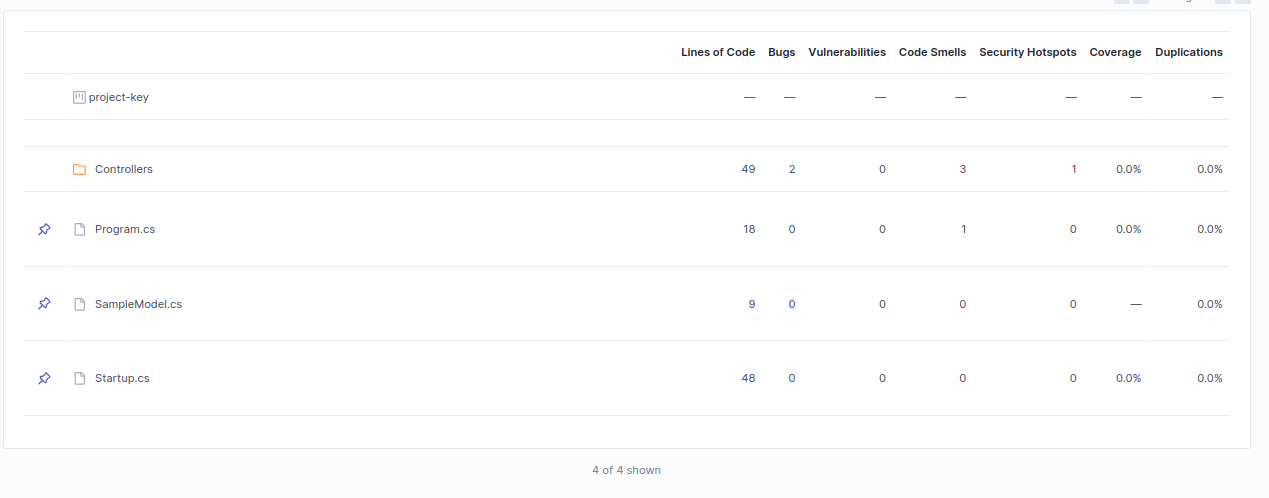 Lines of Code Bugs Vulnerabilities Code Smells Security Hotspots Coverage Duplications
project-key — — — — — — —
Controllers 49 2 0 3 1 0.0% 0.0%
Program.cs 18 0 0 1 0 0.0% 0.0%
SampleModel.cs 9 0 0 0 0 — 0.0%
Startup.cs 48 0 0 0 0 0.0% 0.0%
4 of 4 shown